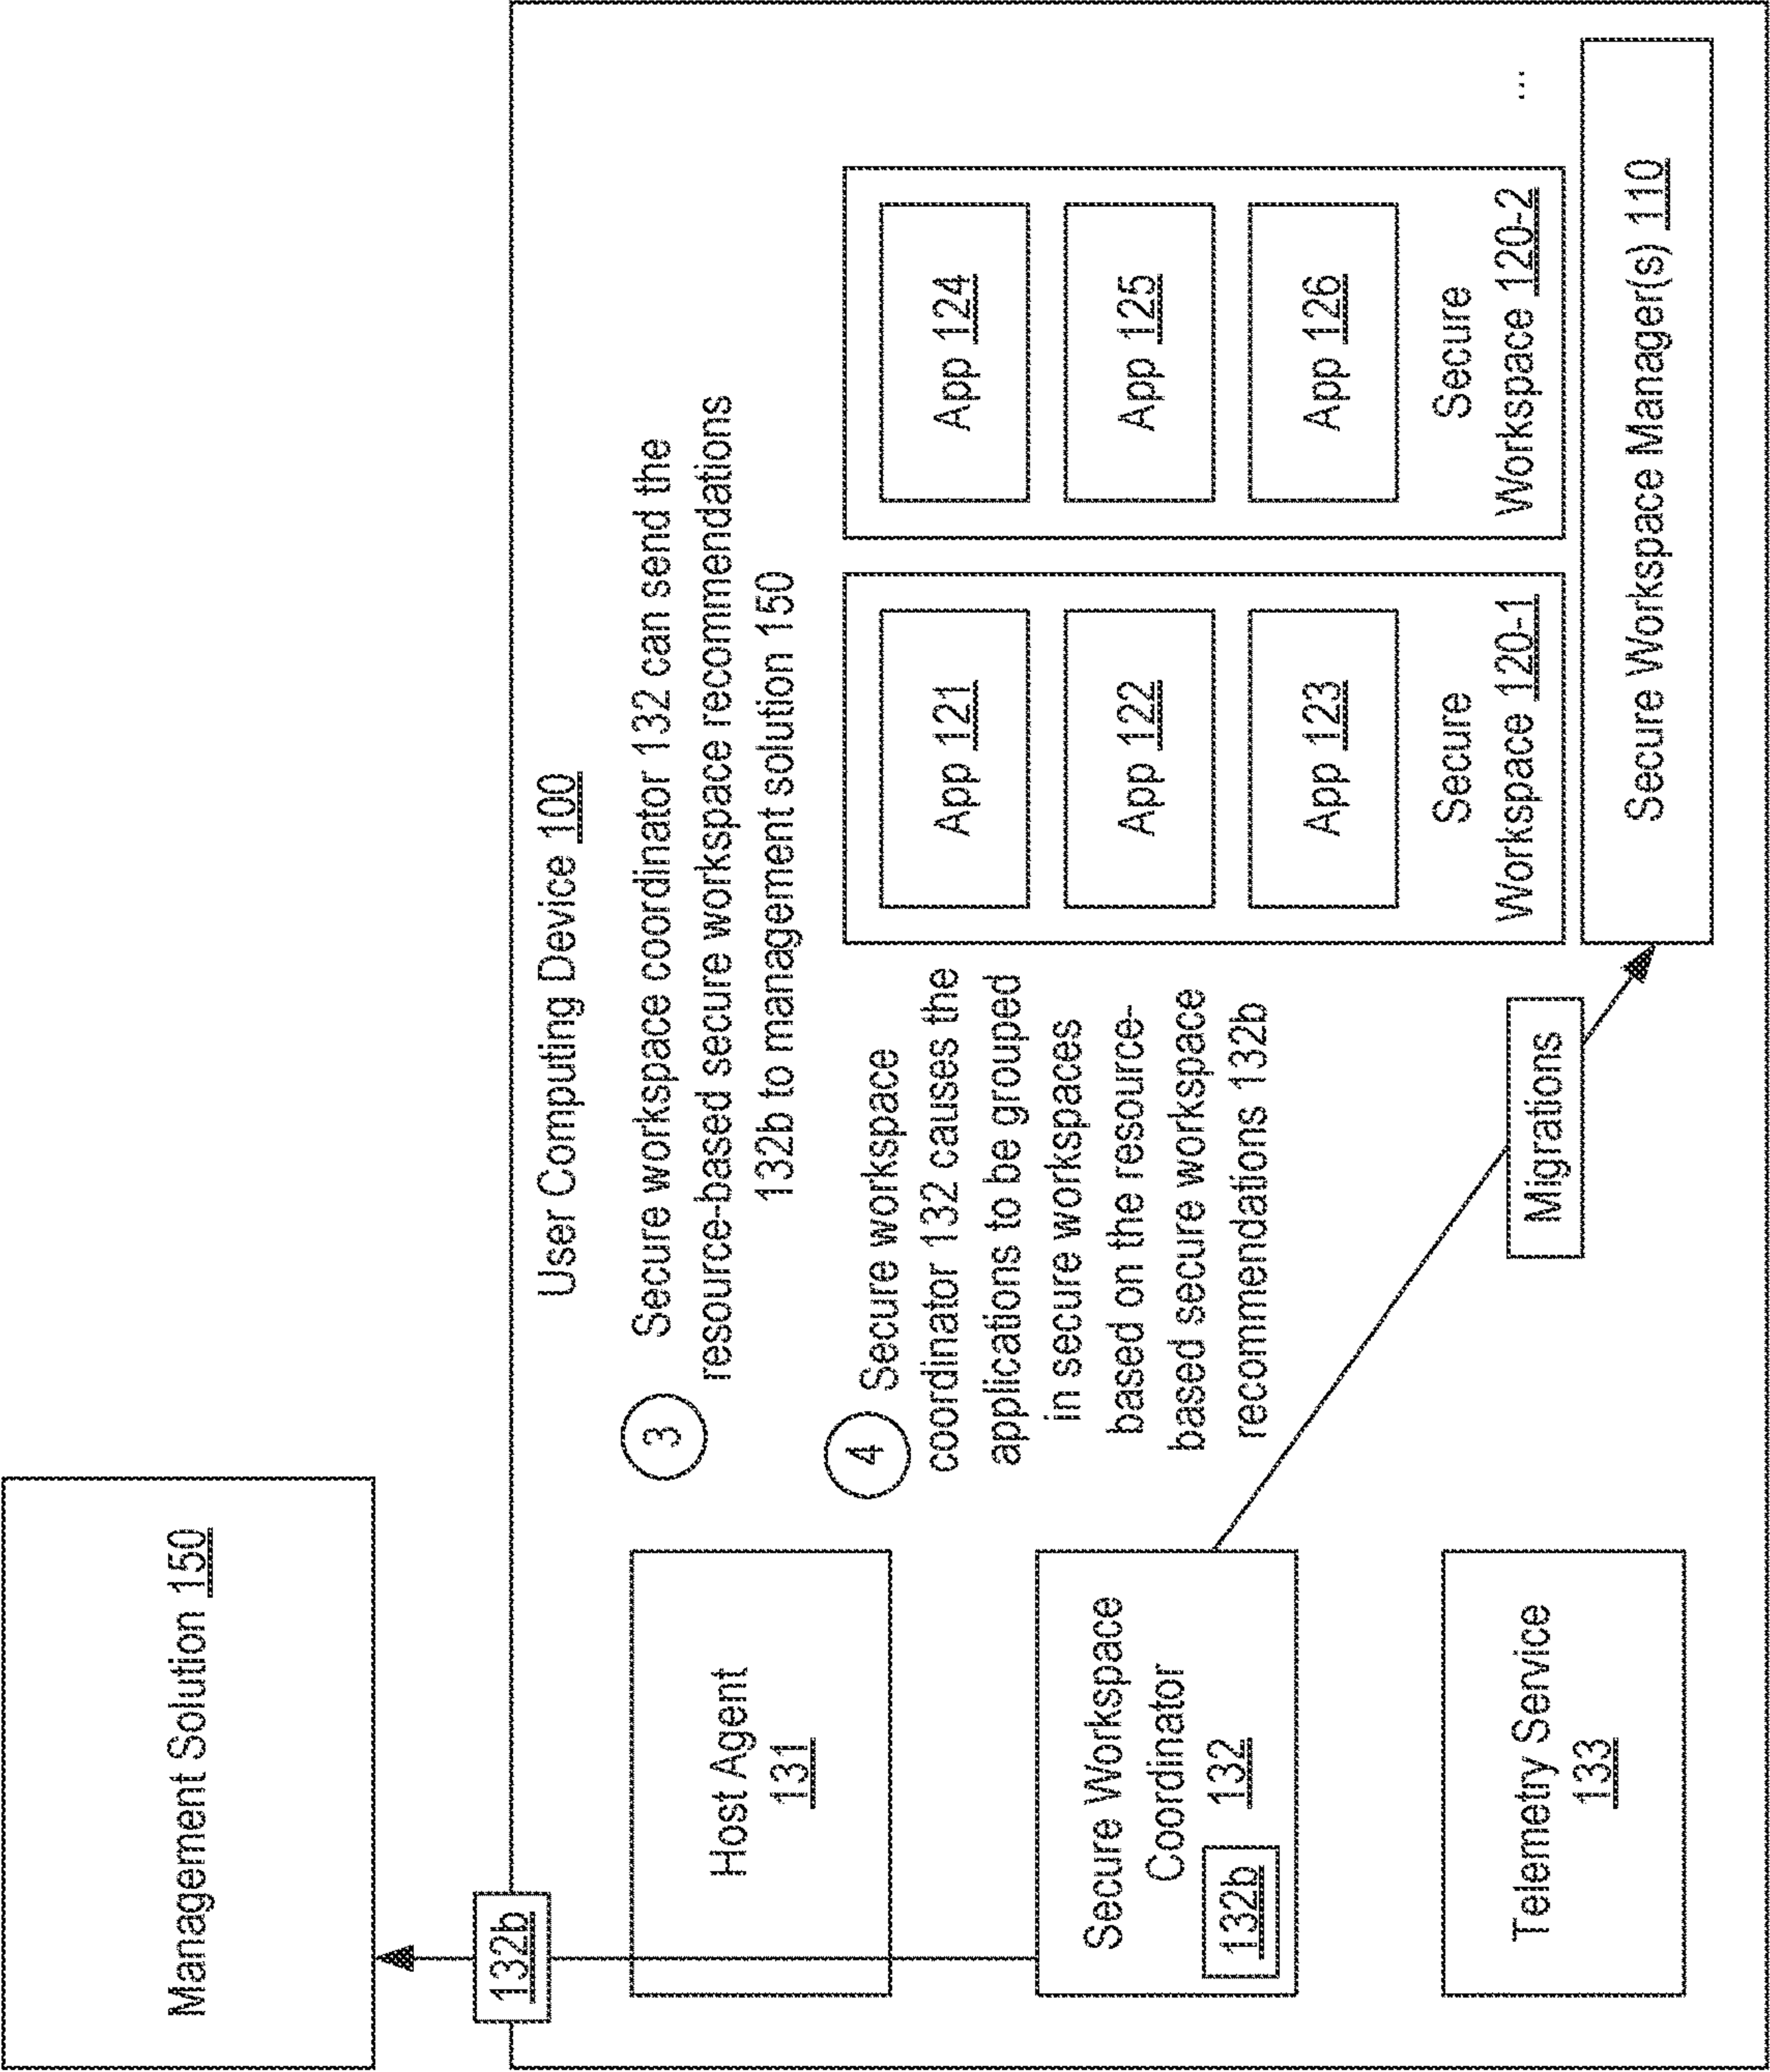 Management Solution 150
132b
User Computing Device 100
Host Agent
131
3
Secure workspace coordinator 132 can send the
resource-based secure workspace recommendations
132b to management solution 150
4
Secure workspace
coordinator 132 causes the
applications to be grouped
in secure workspaces
based on the resource-
based secure workspace
recommendations 132b
Secure Workspace
Coordinator
132
132b
Telemetry Service
133
Migrations
App 121
App 122
App 123
Secure
Workspace 120-1
App 124
App 125
App 126
Secure
Workspace 120-2
...
Secure Workspace Manager(s) 110